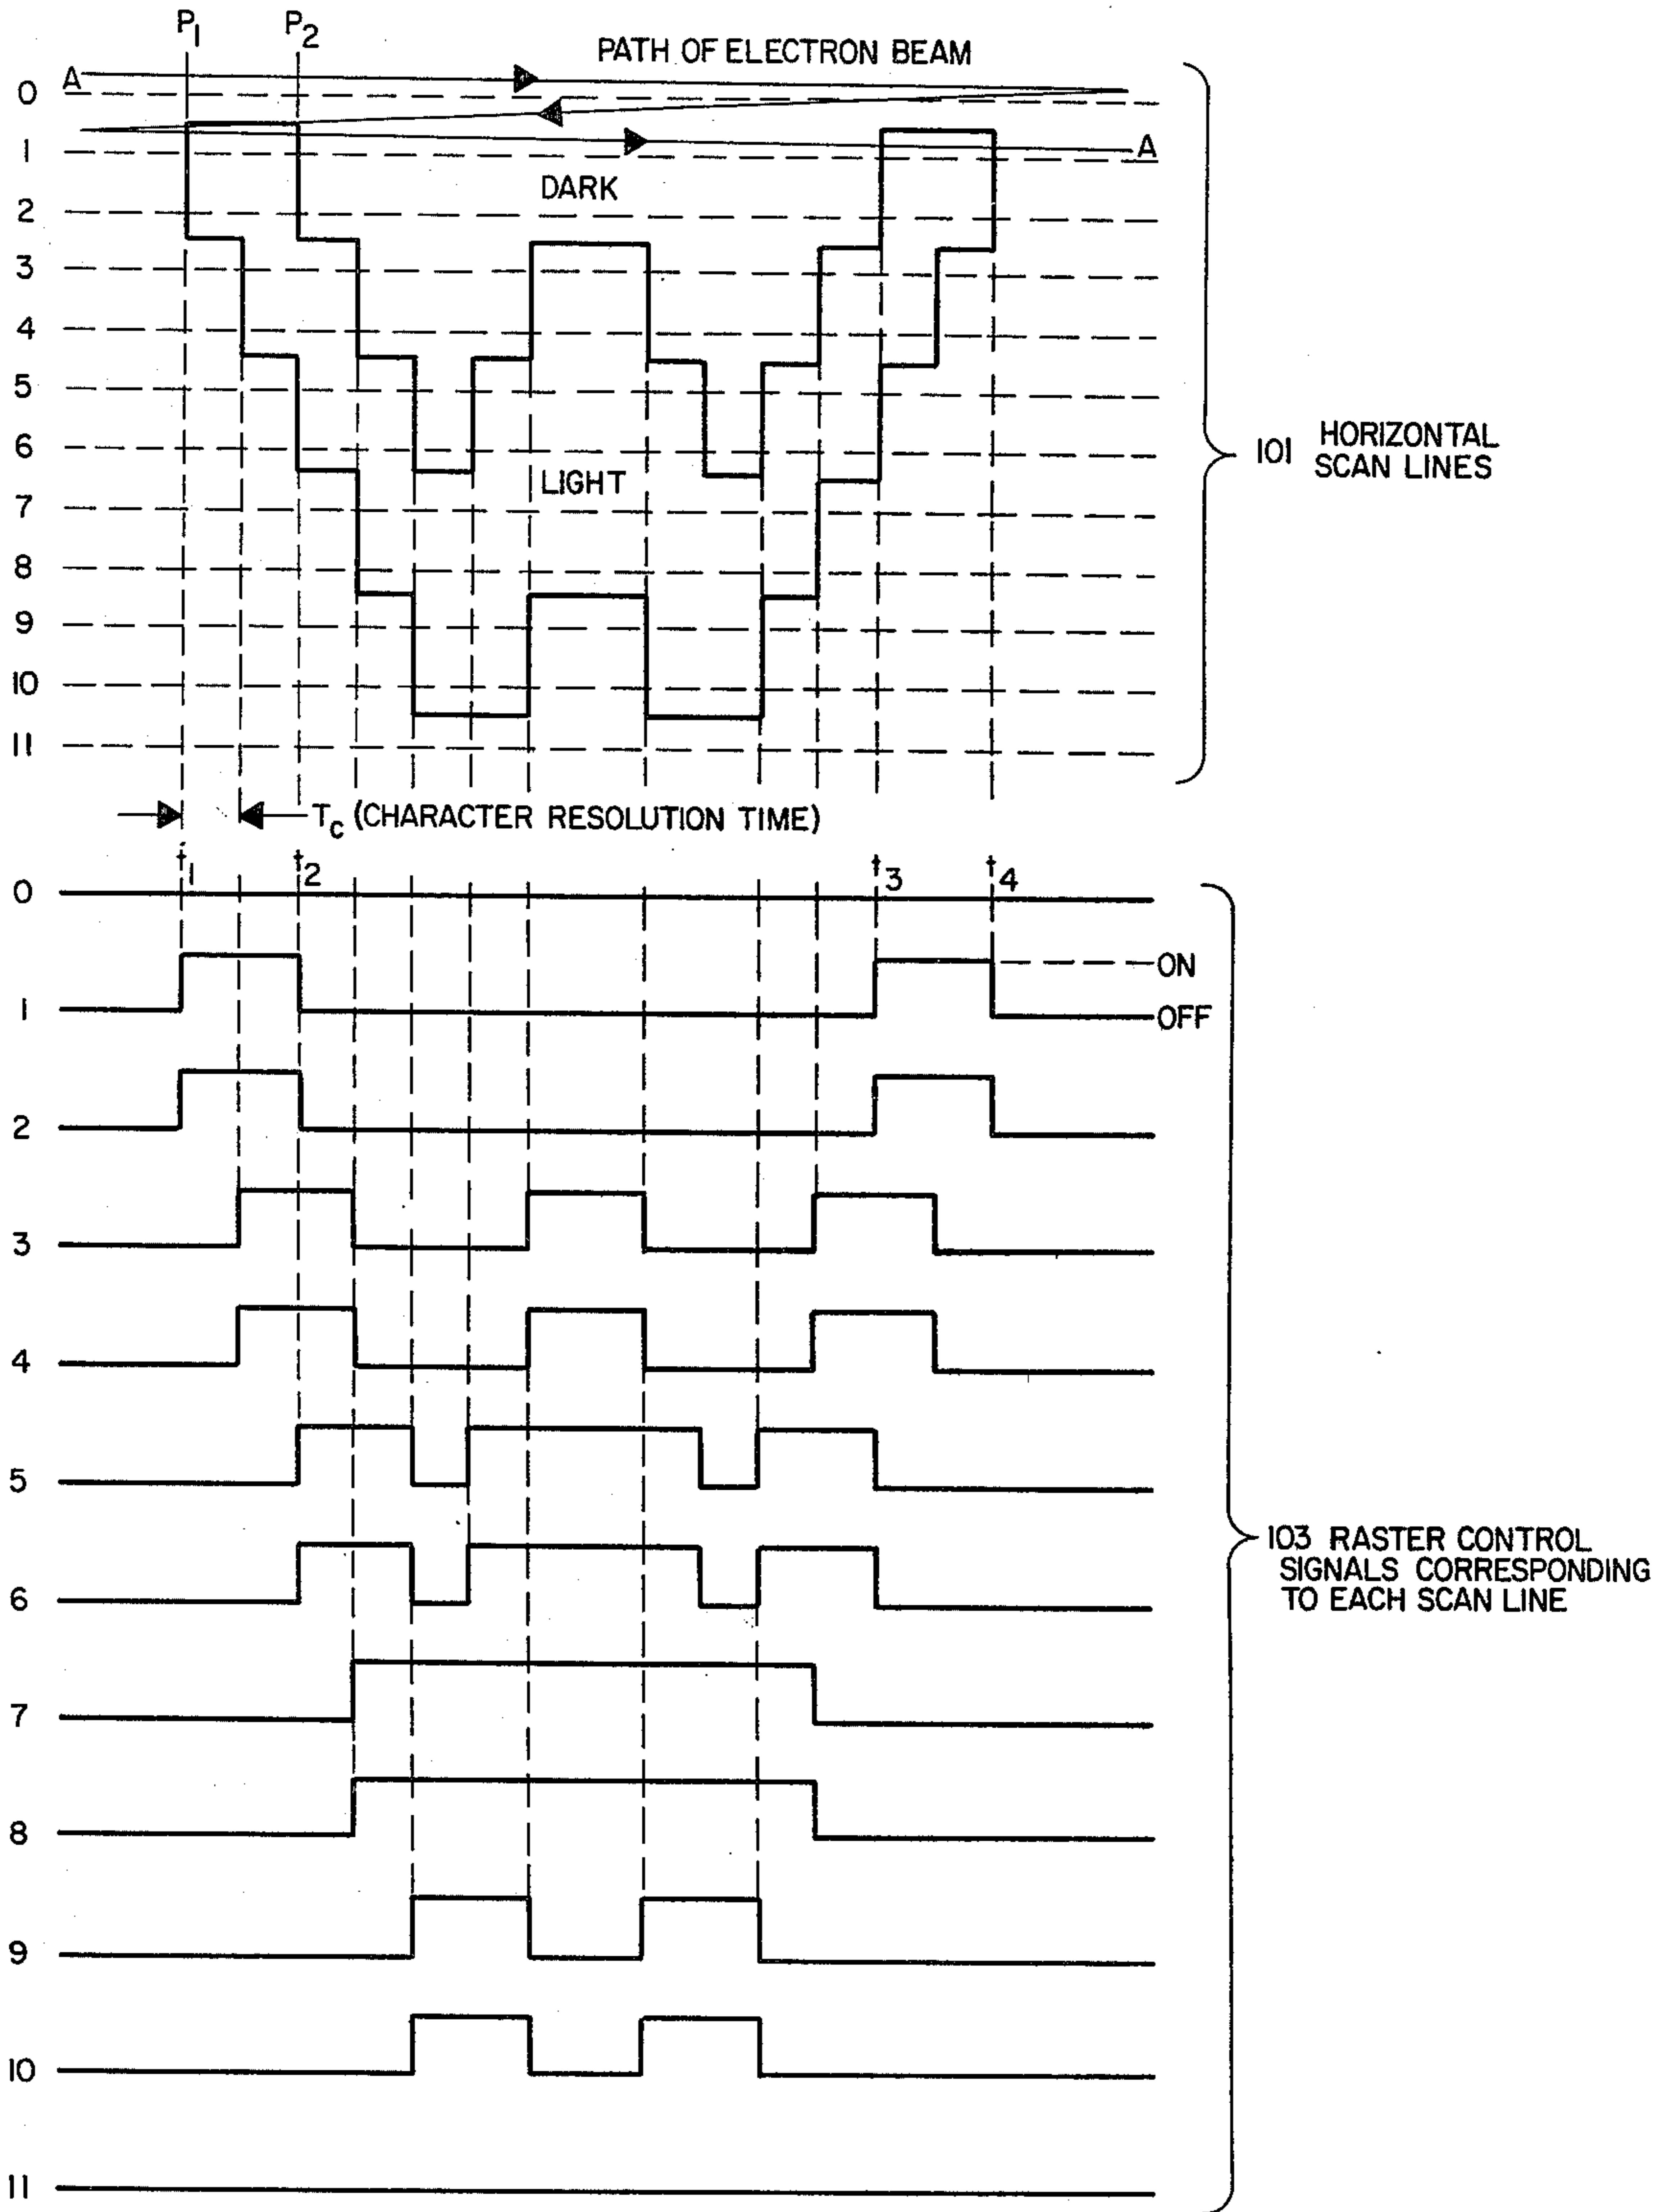 P1 P2
PATH OF ELECTRON BEAM
A
0
1
A
DARK
2
3
4
5
6
LIGHT
7
8
9
10
11
101 HORIZONTAL
SCAN LINES
Tc (CHARACTER RESOLUTION TIME)
t1 t2 t3 t4
0
ON
1
OFF
2
3
4
5
6
7
8
9
10
11
103 RASTER CONTROL
SIGNALS CORRESPONDING
TO EACH SCAN LINE